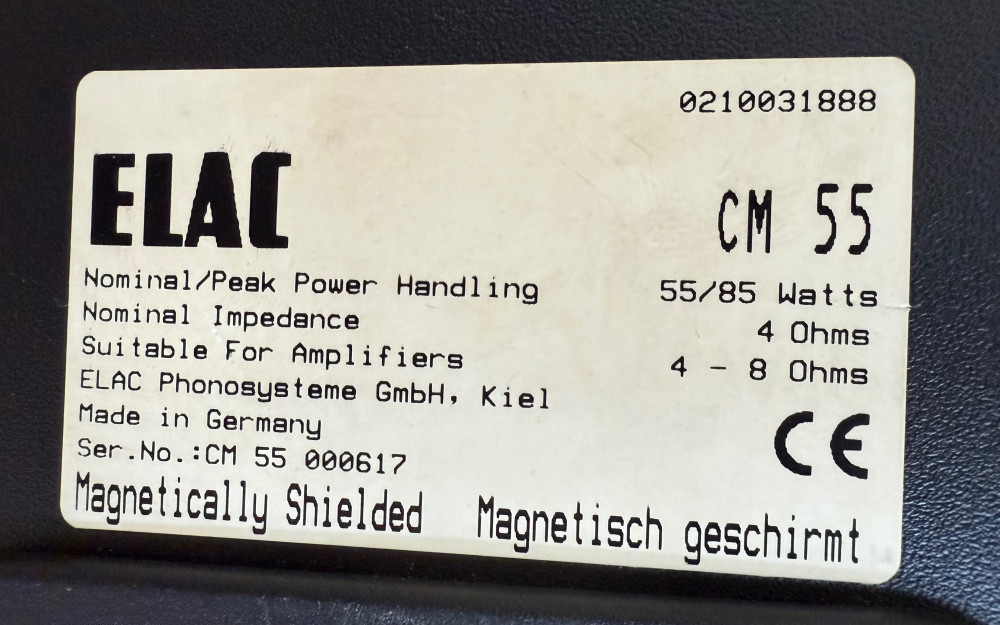 0210031888
ELAC
CM 55
Nominal/Peak Power Handling 55/85 Watts
Nominal Impedance 4 Ohms
Suitable For Amplifiers 4 - 8 Ohms
ELAC Phonosysteme GmbH, Kiel
Made in Germany
CE
Ser.No.:CM 55 000617
Magnetically Shielded Magnetisch geschirmt